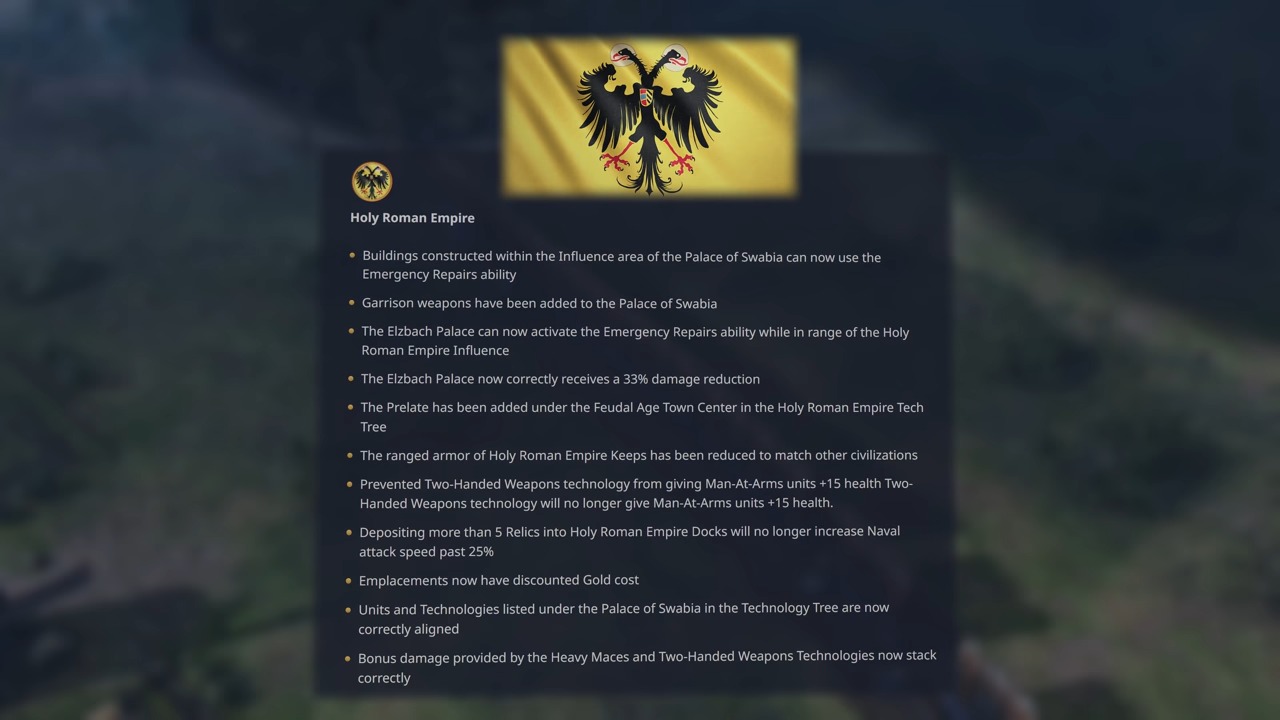 Holy Roman Empire
Buildings constructed within the Influence area of the Palace of Swabia can now use the
Emergency Repairs ability
Garrison weapons have been added to the Palace of Swabia
The Elzbach Palace can now activate the Emergency Repairs ability while in range of the Holy
Roman Empire Influence
The Elzbach Palace now correctly receives a 33% damage reduction
The Prelate has been added under the Feudal Age Town Center in the Holy Roman Empire Tech
Tree
The ranged armor of Holy Roman Empire Keeps has been reduced to match other civilizations
Prevented Two-Handed Weapons technology from giving Man-At-Arms units +15 health Two-
Handed Weapons technology will no longer give Man-At-Arms units +15 health.
Depositing more than 5 Relics into Holy Roman Empire Docks will no longer increase Naval
attack speed past 25%
Emplacements now have discounted Gold cost
Units and Technologies listed under the Palace of Swabia in the Technology Tree are now
correctly aligned
Bonus damage provided by the Heavy Maces and Two-Handed Weapons Technologies now stack
correctly